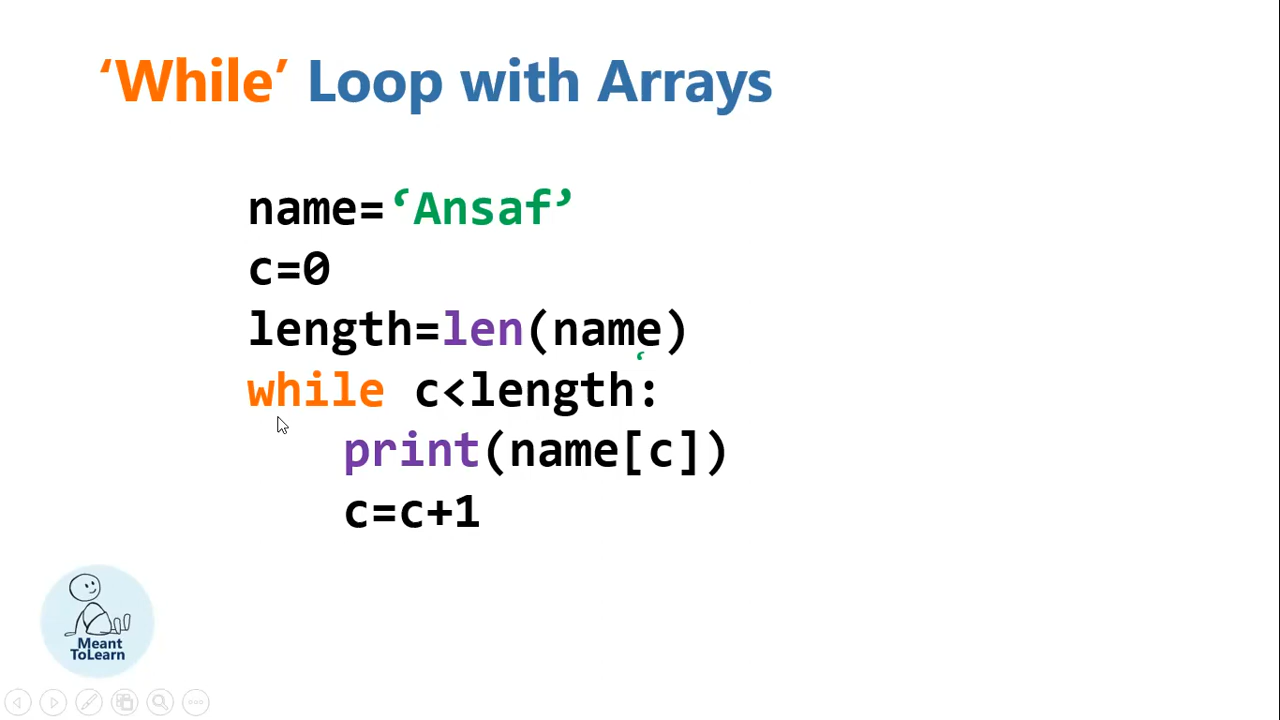 ‘While’ Loop with Arrays
name=‘Ansaf’
c=0
length=len(name)
‘
while c<length:
print(name[c])
c=c+1
Meant
ToLearn